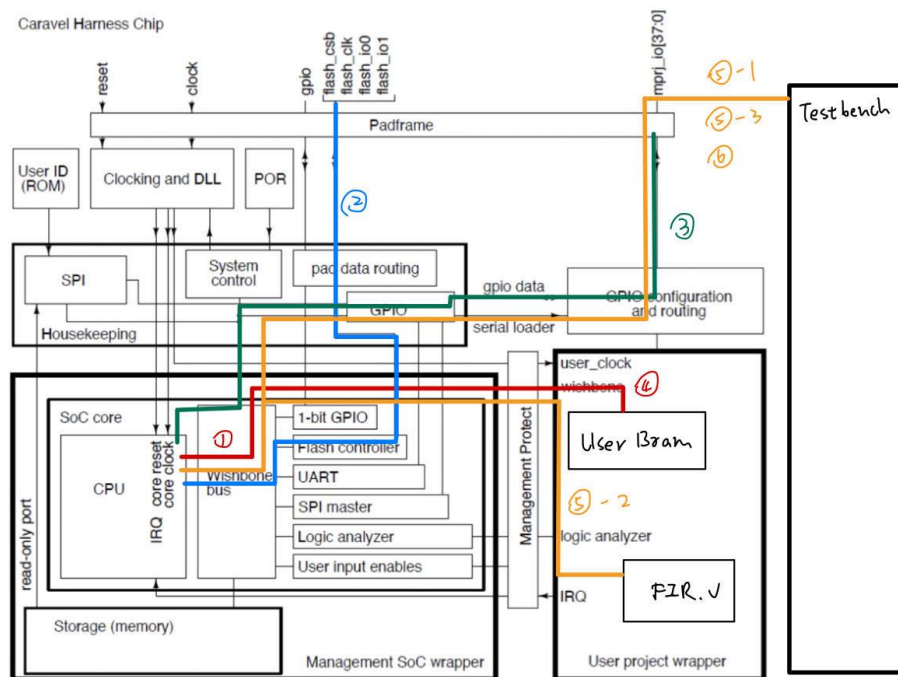 Caravel Harness Chip
reset
clock
gpio
flash_csb
flash_clk
flash_io0
flash_io1
mprj_io[37:0]
⑤-1
Padframe
⑤-3
⑥
Testbench
User ID
(ROM)
Clocking and DLL
POR
②
③
SPI
System
control
pad data routing
gpio data
GPIO configuration
and routing
GPIO
serial loader
Housekeeping
user_clock
wishbone
④
SoC core
①
1-bit GPIO
User Bram
Flash controller
CPU
IRQ
core reset
core clock
Wishbone
bus
UART
SPI master
Management Protect
⑤-2
read-only port
Logic analyzer
logic analyzer
User input enables
IRQ
FIR.v
Storage (memory)
Management SoC wrapper
User project wrapper